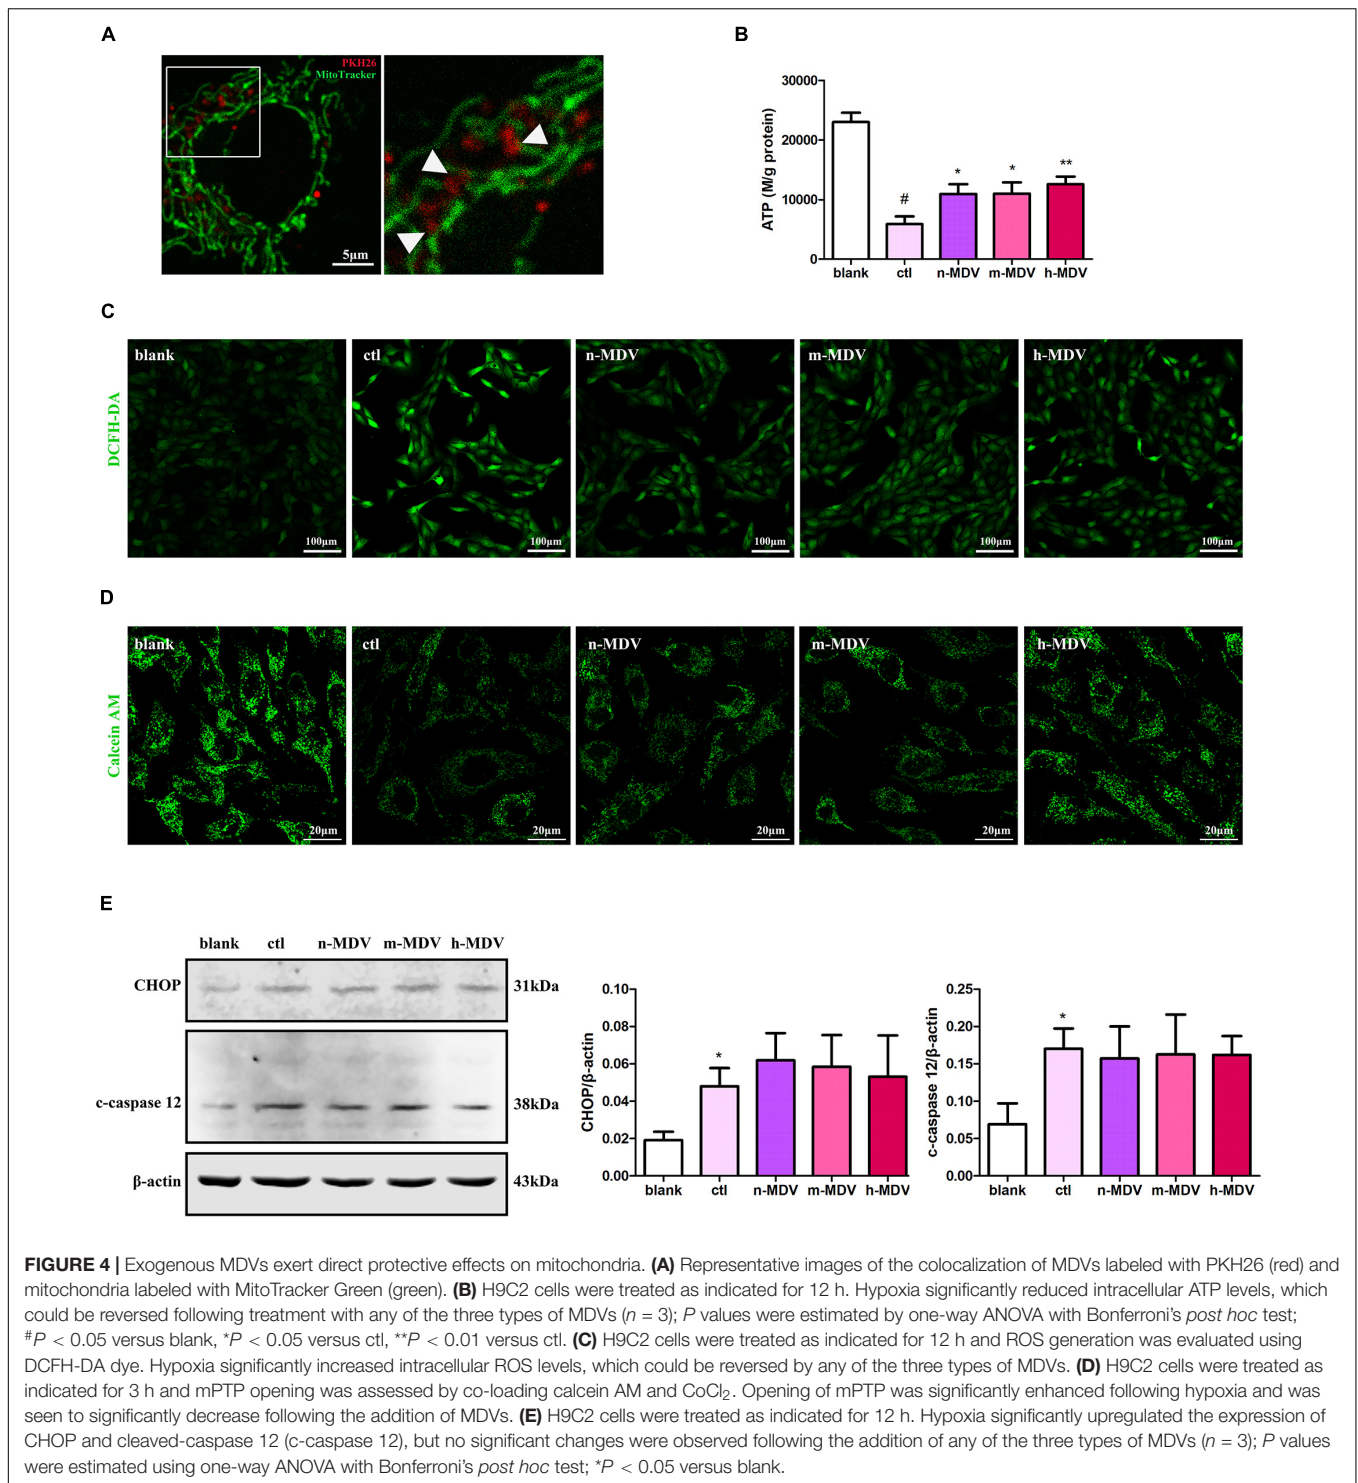 A
PKH26
MitoTracker
5µm
B
30000
20000
10000
0
ATP (M/g protein)
#
*
*
**
blank ctl n-MDV m-MDV h-MDV
C
DCFH-DA
blank ctl n-MDV m-MDV h-MDV
100µm 100µm 100µm 100µm 100µm
D
Calcein AM
blank ctl n-MDV m-MDV h-MDV
20µm 20µm 20µm 20µm 20µm
E
blank ctl n-MDV m-MDV h-MDV
CHOP 31kDa
c-caspase 12 38kDa
β-actin 43kDa
0.10
0.08
0.06
0.04
0.02
0.00
CHOP/β-actin
*
blank ctl n-MDV m-MDV h-MDV
0.25
0.20
0.15
0.10
0.05
0.00
c-caspase 12/β-actin
*
blank ctl n-MDV m-MDV h-MDV
FIGURE 4 | Exogenous MDVs exert direct protective effects on mitochondria. (A) Representative images of the colocalization of MDVs labeled with PKH26 (red) and
mitochondria labeled with MitoTracker Green (green). (B) H9C2 cells were treated as indicated for 12 h. Hypoxia significantly reduced intracellular ATP levels, which
could be reversed following treatment with any of the three types of MDVs (n = 3); P values were estimated by one-way ANOVA with Bonferroni's post hoc test;
#P < 0.05 versus blank, *P < 0.05 versus ctl, **P < 0.01 versus ctl. (C) H9C2 cells were treated as indicated for 12 h and ROS generation was evaluated using
DCFH-DA dye. Hypoxia significantly increased intracellular ROS levels, which could be reversed by any of the three types of MDVs. (D) H9C2 cells were treated as
indicated for 3 h and mPTP opening was assessed by co-loading calcein AM and CoCl₂. Opening of mPTP was significantly enhanced following hypoxia and was
seen to significantly decrease following the addition of MDVs. (E) H9C2 cells were treated as indicated for 12 h. Hypoxia significantly upregulated the expression of
CHOP and cleaved-caspase 12 (c-caspase 12), but no significant changes were observed following the addition of any of the three types of MDVs (n = 3); P values
were estimated using one-way ANOVA with Bonferroni's post hoc test; *P < 0.05 versus blank.